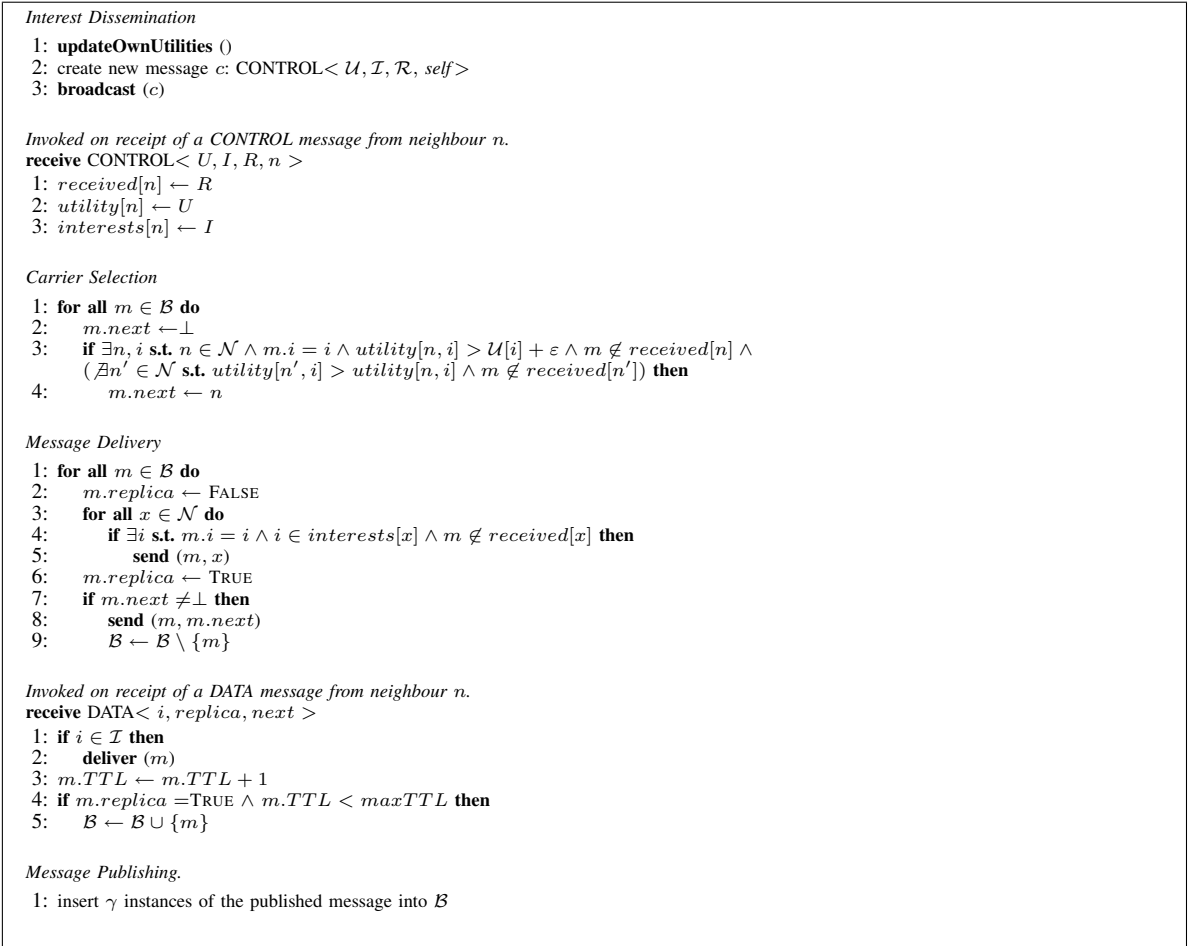 Interest Dissemination
1: updateOwnUtilities ()
2: create new message c: CONTROL< 𝒰, ℐ, ℛ, self>
3: broadcast (c)
Invoked on receipt of a CONTROL message from neighbour n.
receive CONTROL< U, I, R, n >
1: received[n] ← R
2: utility[n] ← U
3: interests[n] ← I
Carrier Selection
1: for all m ∈ ℬ do
2: m.next ←⊥
3: if ∃n, i s.t. n ∈ 𝒩 ∧ m.i = i ∧ utility[n, i] > 𝒰[i] + ε ∧ m ∉ received[n] ∧
( ∄n′ ∈ 𝒩 s.t. utility[n′, i] > utility[n, i] ∧ m ∉ received[n′]) then
4: m.next ← n
Message Delivery
1: for all m ∈ ℬ do
2: m.replica ← FALSE
3: for all x ∈ 𝒩 do
4: if ∃i s.t. m.i = i ∧ i ∈ interests[x] ∧ m ∉ received[x] then
5: send (m, x)
6: m.replica ← TRUE
7: if m.next ≠⊥ then
8: send (m, m.next)
9: ℬ ← ℬ \ {m}
Invoked on receipt of a DATA message from neighbour n.
receive DATA< i, replica, next >
1: if i ∈ ℐ then
2: deliver (m)
3: m.TTL ← m.TTL + 1
4: if m.replica =TRUE ∧ m.TTL < maxTTL then
5: ℬ ← ℬ ∪ {m}
Message Publishing.
1: insert γ instances of the published message into ℬ